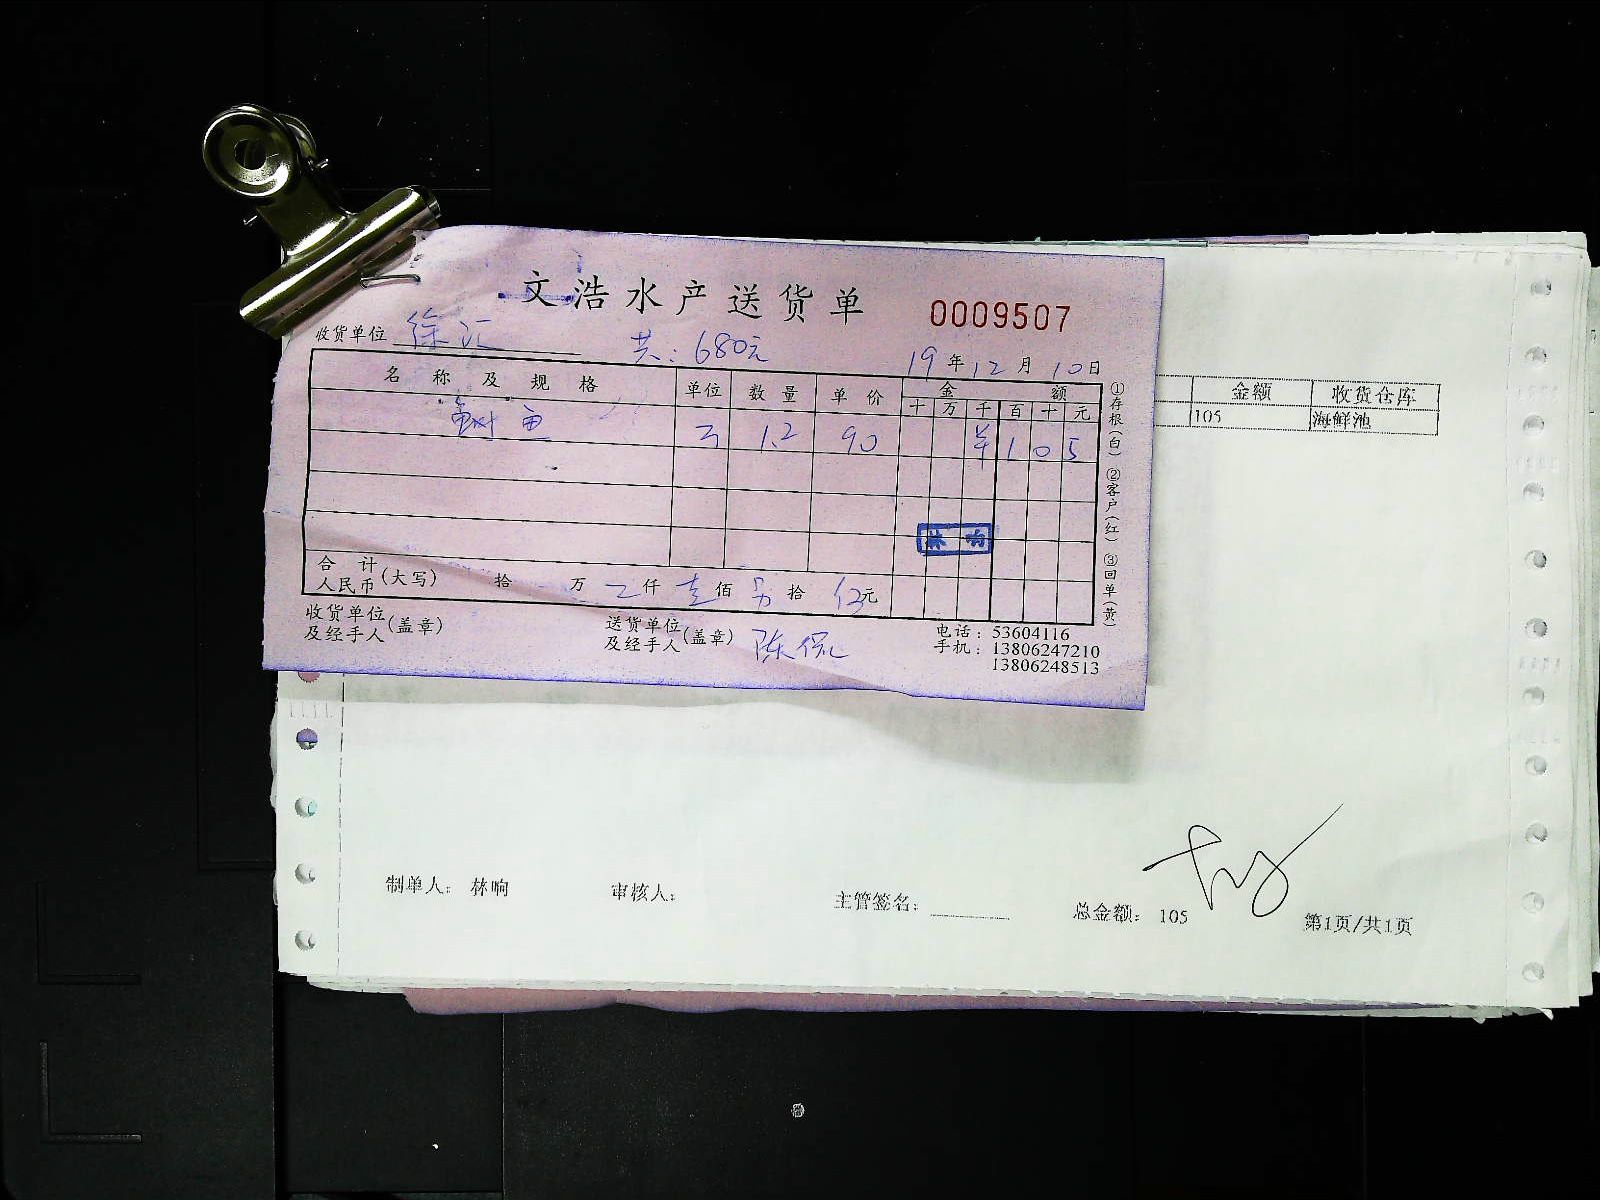 文浩水产送货单 0009507
收货单位 徐汇 共：680元 19年12月10日
名称及规格 单位 数量 单价 金额
十 万 千 百 十 元
鱼 1.2 90 ¥ 1 0 5
合计人民币(大写) 拾 万 仟 壹佰 拾 伍元
收货单位及经手人(盖章) 送货单位及经手人(盖章) 陈
电话：53604116
手机：13806247210
13806248513
①存根(白) ②客户(红) ③回单(黄)
金额 收货仓库
105 海鲜池
制单人：林响 审核人： 主管签名： 总金额：105 第1页/共1页